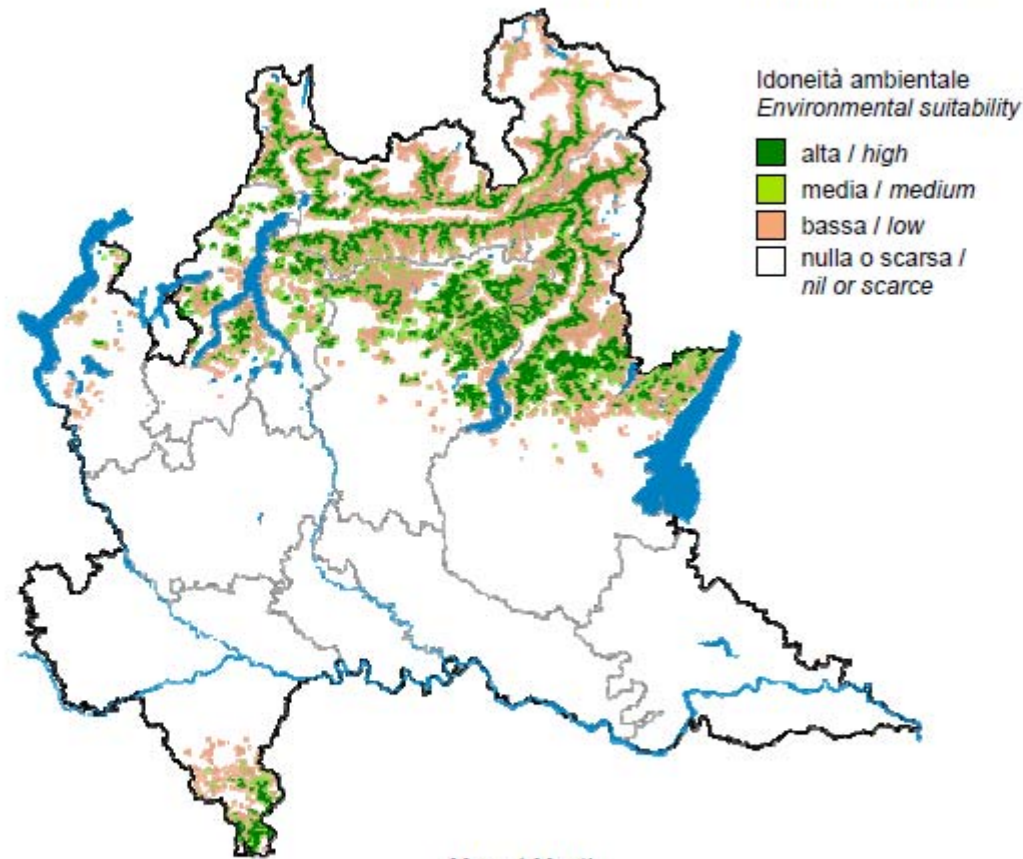 Idoneità ambientale
Environmental suitability
alta / high
media / medium
bassa / low
nulla o scarsa /
nil or scarce